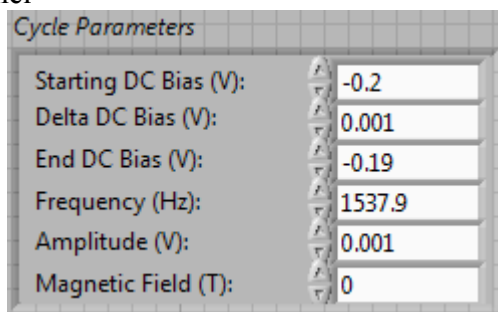 Cycle Parameters
Starting DC Bias (V): -0.2
Delta DC Bias (V): 0.001
End DC Bias (V): -0.19
Frequency (Hz): 1537.9
Amplitude (V): 0.001
Magnetic Field (T): 0